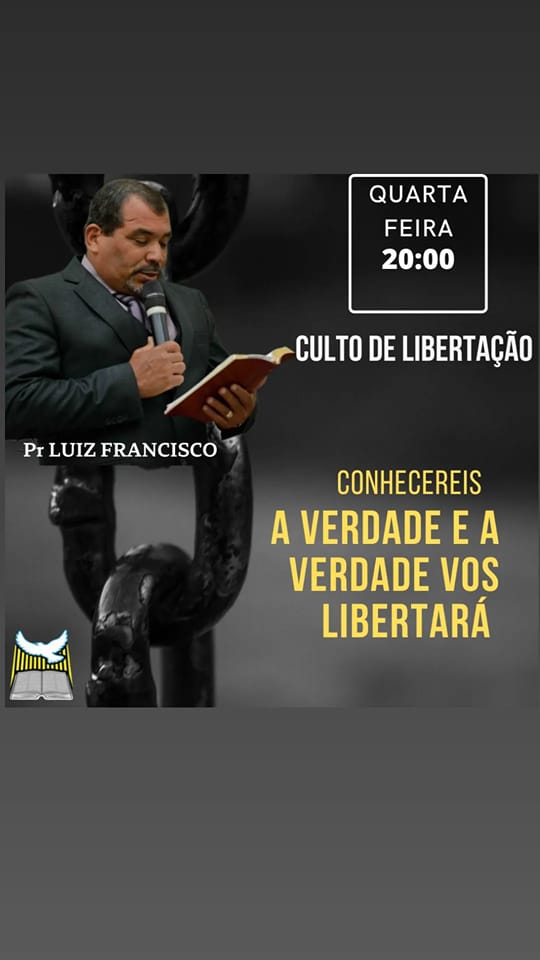 QUARTA
FEIRA
20:00
CULTO DE LIBERTAÇÃO
Pr LUIZ FRANCISCO
CONHECEREIS
A VERDADE E A
VERDADE VOS
LIBERTARÁ